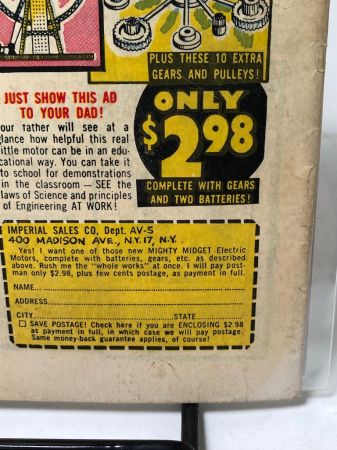 PLUS THESE 10 EXTRA
GEARS AND PULLEYS!
JUST SHOW THIS AD
TO YOUR DAD!
our rather will see at a
glance how helpful this real
little motor can be in an edu-
cational way. You can take it
to school for demonstrations
in the classroom — SEE the
laws of Science and principles
of Engineering AT WORK!
ONLY
$2.98
COMPLETE WITH GEARS
AND TWO BATTERIES!
IMPERIAL SALES CO, Dept. AV-5
400 MADISON AVE., N.Y. 17, N.Y.
Yes! I want one of those new MIGHTY MIDGET Electric
Motors, complete with batteries, gears, etc. as described
above. Rush me the "whole works" at once. I will pay post-
man only $2.98, plus few cents postage, as payment in full.
NAME
ADDRESS
CITY STATE
SAVE POSTAGE! Check here if you are ENCLOSING $2.98
as payment in full, in which case we will pay postage.
Same money-back guarantee applies, of course!